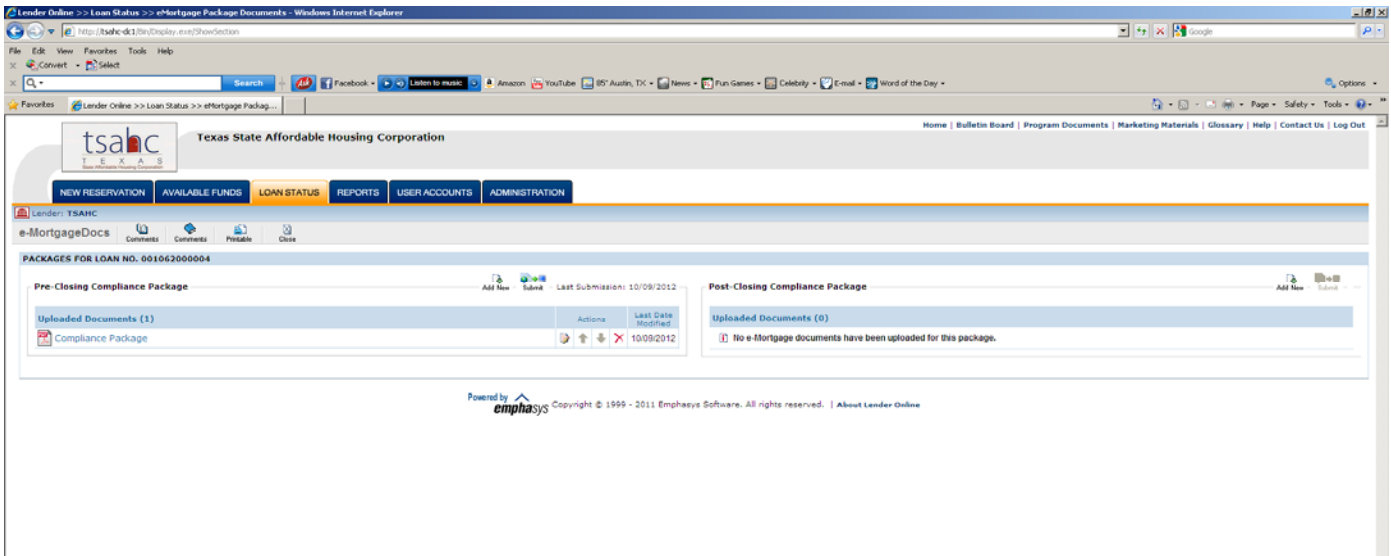 Lender Online >> Loan Status >> eMortgage Package Documents - Windows Internet Explorer
http://tsahc-dc1/Bin/Display.exe/ShowSection
Google
File Edit View Favorites Tools Help
Convert Select
Search Facebook Listen to music Amazon YouTube 85° Austin, TX News Fun Games Celebrity E-mail Word of the Day Options
Favorites Lender Online >> Loan Status >> eMortgage Packag... Page Safety Tools
Home | Bulletin Board | Program Documents | Marketing Materials | Glossary | Help | Contact Us | Log Out
tsahc
TEXAS
State Affordable Housing Corporation
Texas State Affordable Housing Corporation
NEW RESERVATION AVAILABLE FUNDS LOAN STATUS REPORTS USER ACCOUNTS ADMINISTRATION
Lender: TSAHC
e-MortgageDocs Comments Comments Printable Close
PACKAGES FOR LOAN NO. 001062000004
Pre-Closing Compliance Package Add New Submit Last Submission: 10/09/2012
Uploaded Documents (1) Actions Last Date Modified
Compliance Package 10/09/2012
Post-Closing Compliance Package Add New Submit
Uploaded Documents (0)
No e-Mortgage documents have been uploaded for this package.
Powered by emphasys Copyright © 1999 - 2011 Emphasys Software. All rights reserved. | About Lender Online